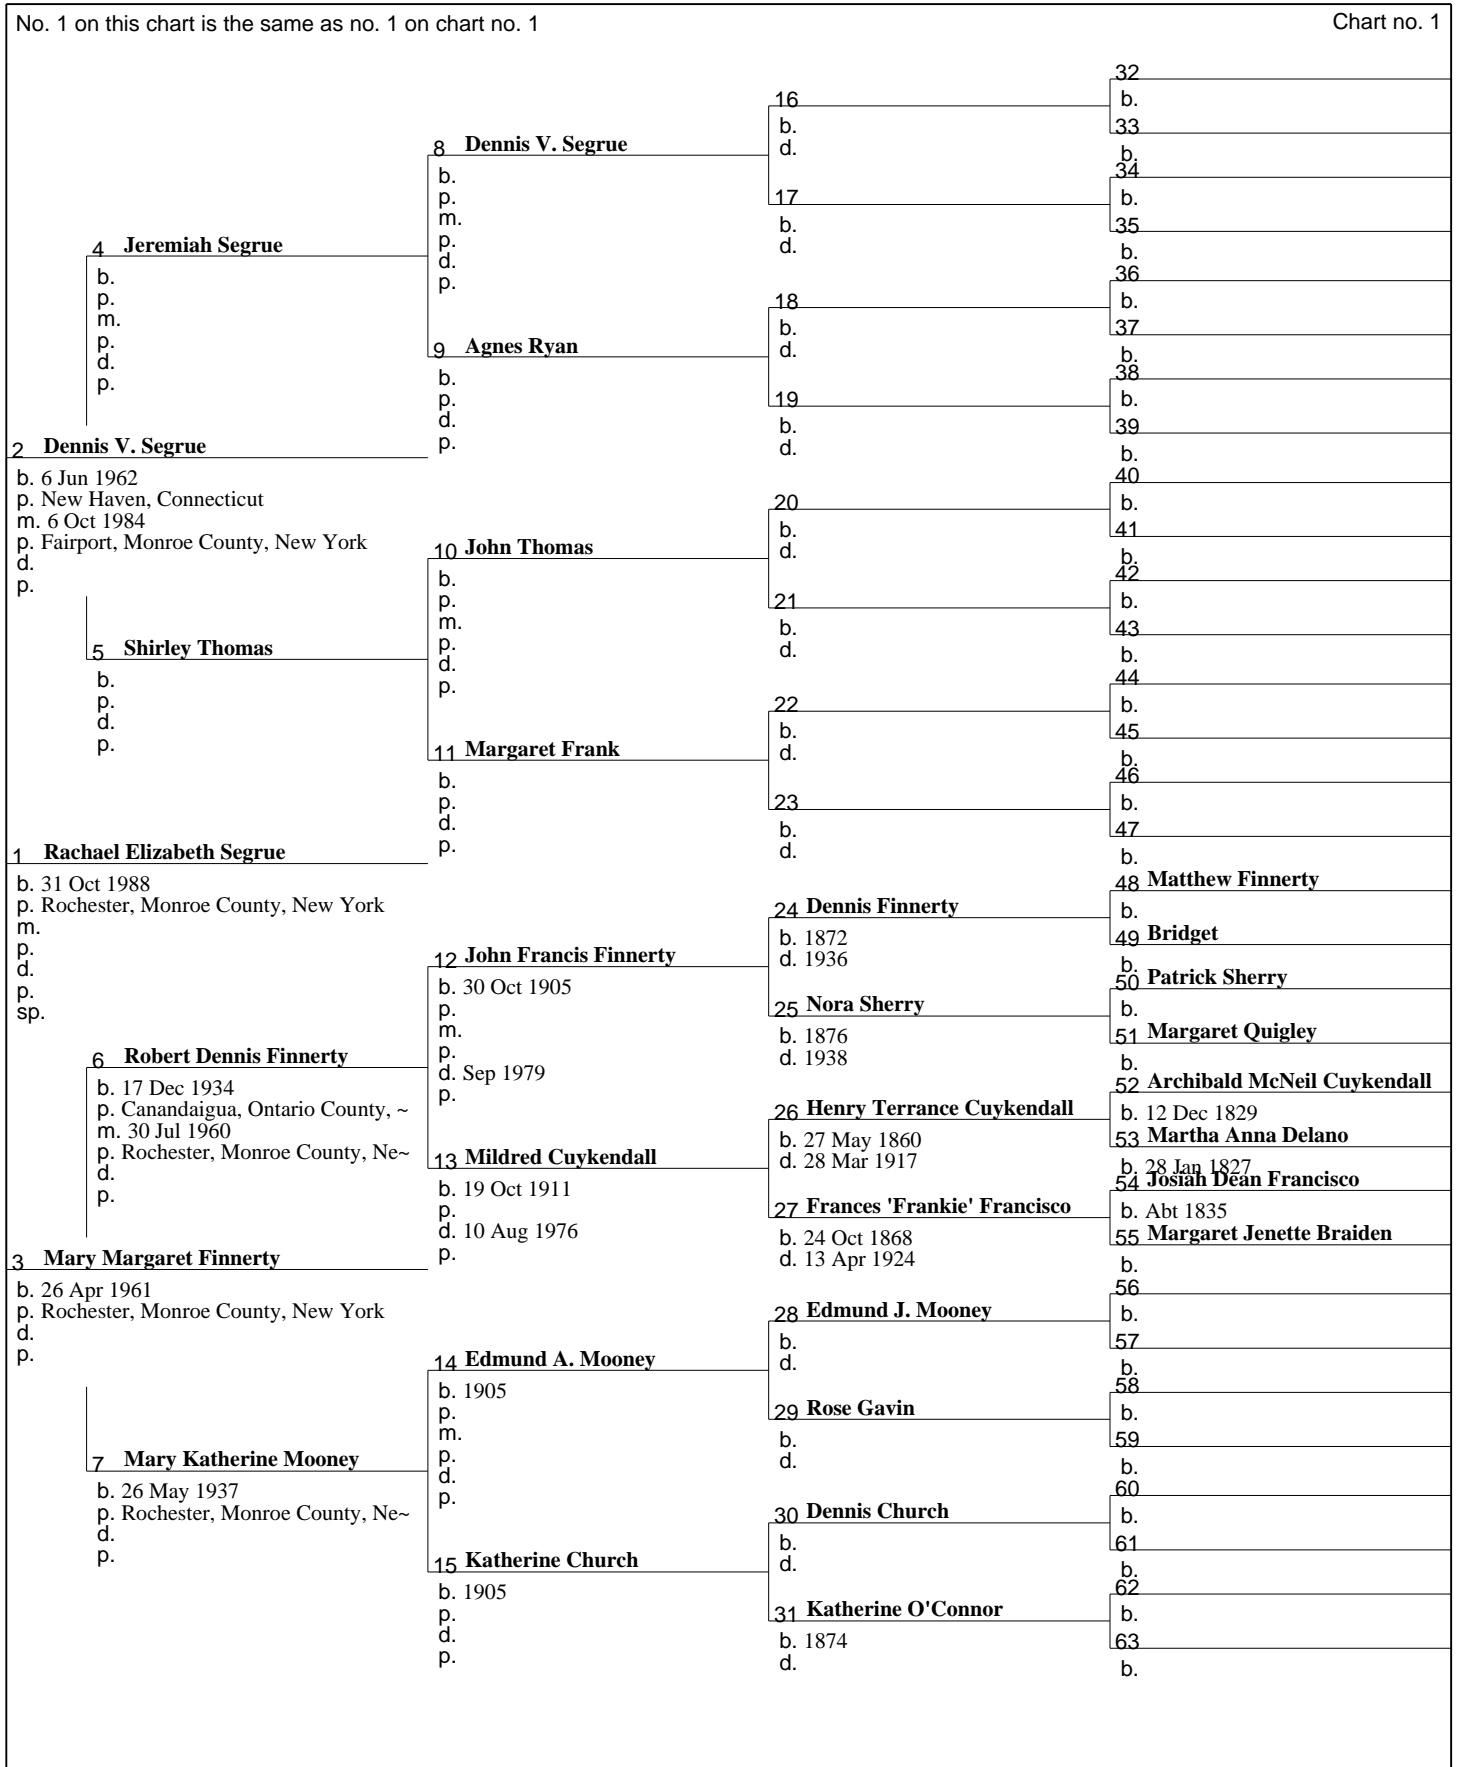 No. 1 on this chart is the same as no. 1 on chart no. 1
Chart no. 1
2 Dennis V. Segrue
b. 6 Jun 1962
p. New Haven, Connecticut
m. 6 Oct 1984
p. Fairport, Monroe County, New York
d.
p.
1 Rachael Elizabeth Segrue
b. 31 Oct 1988
p. Rochester, Monroe County, New York
m.
p.
d.
p.
sp.
3 Mary Margaret Finnerty
b. 26 Apr 1961
p. Rochester, Monroe County, New York
d.
p.
4 Jeremiah Segrue
b.
p.
m.
p.
d.
p.
5 Shirley Thomas
b.
p.
d.
p.
6 Robert Dennis Finnerty
b. 17 Dec 1934
p. Canandaigua, Ontario County, ~
m. 30 Jul 1960
p. Rochester, Monroe County, Ne~
d.
p.
7 Mary Katherine Mooney
b. 26 May 1937
p. Rochester, Monroe County, Ne~
d.
p.
8 Dennis V. Segrue
b.
p.
m.
p.
d.
p.
9 Agnes Ryan
b.
p.
d.
p.
10 John Thomas
b.
p.
m.
p.
d.
p.
11 Margaret Frank
b.
p.
d.
p.
12 John Francis Finnerty
b. 30 Oct 1905
p.
m.
p.
d. Sep 1979
p.
13 Mildred Cuykendall
b. 19 Oct 1911
p.
d. 10 Aug 1976
p.
14 Edmund A. Mooney
b. 1905
p.
m.
p.
d.
p.
15 Katherine Church
b. 1905
p.
d.
p.
16
b.
d.
17
b.
d.
18
b.
d.
19
b.
d.
20
b.
d.
21
b.
d.
22
b.
d.
23
b.
d.
24 Dennis Finnerty
b. 1872
d. 1936
25 Nora Sherry
b. 1876
d. 1938
26 Henry Terrance Cuykendall
b. 27 May 1860
d. 28 Mar 1917
27 Frances 'Frankie' Francisco
b. 24 Oct 1868
d. 13 Apr 1924
28 Edmund J. Mooney
b.
d.
29 Rose Gavin
b.
d.
30 Dennis Church
b.
d.
31 Katherine O'Connor
b. 1874
d.
32
b.
33
b.
34
b.
35
b.
36
b.
37
b.
38
b.
39
b.
40
b.
41
b.
42
b.
43
b.
44
b.
45
b.
46
b.
47
b.
48 Matthew Finnerty
b.
49 Bridget
b.
50 Patrick Sherry
b.
51 Margaret Quigley
b.
52 Archibald McNeil Cuykendall
b. 12 Dec 1829
53 Martha Anna Delano
b. 28 Jan 1827
54 Josiah Dean Francisco
b. Abt 1835
55 Margaret Jenette Braiden
b.
56
b.
57
b.
58
b.
59
b.
60
b.
61
b.
62
b.
63
b.